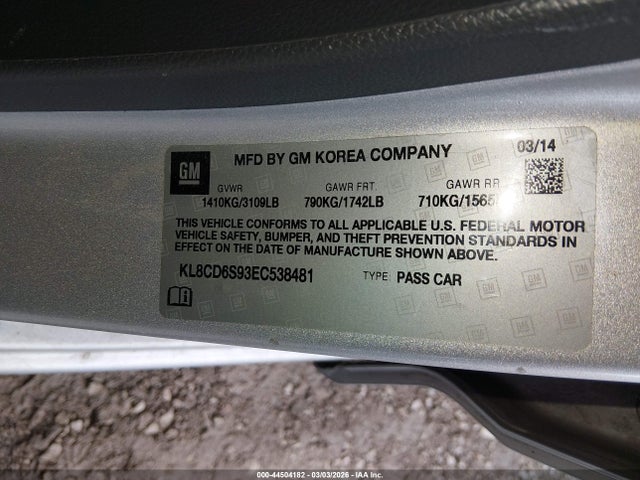 GM
MFD BY GM KOREA COMPANY
03/14
GVWR GAWR FRT. GAWR RR.
1410KG/3109LB 790KG/1742LB 710KG/1565
THIS VEHICLE CONFORMS TO ALL APPLICABLE U.S. FEDERAL MOTOR
VEHICLE SAFETY, BUMPER, AND THEFT PREVENTION STANDARDS IN
EFFECT ON THE DATE OF MANUFACTURE SHOWN ABOVE.
KL8CD6S93EC538481 TYPE: PASS CAR
000-44504182 | 03/03/2026 - IAA Inc.